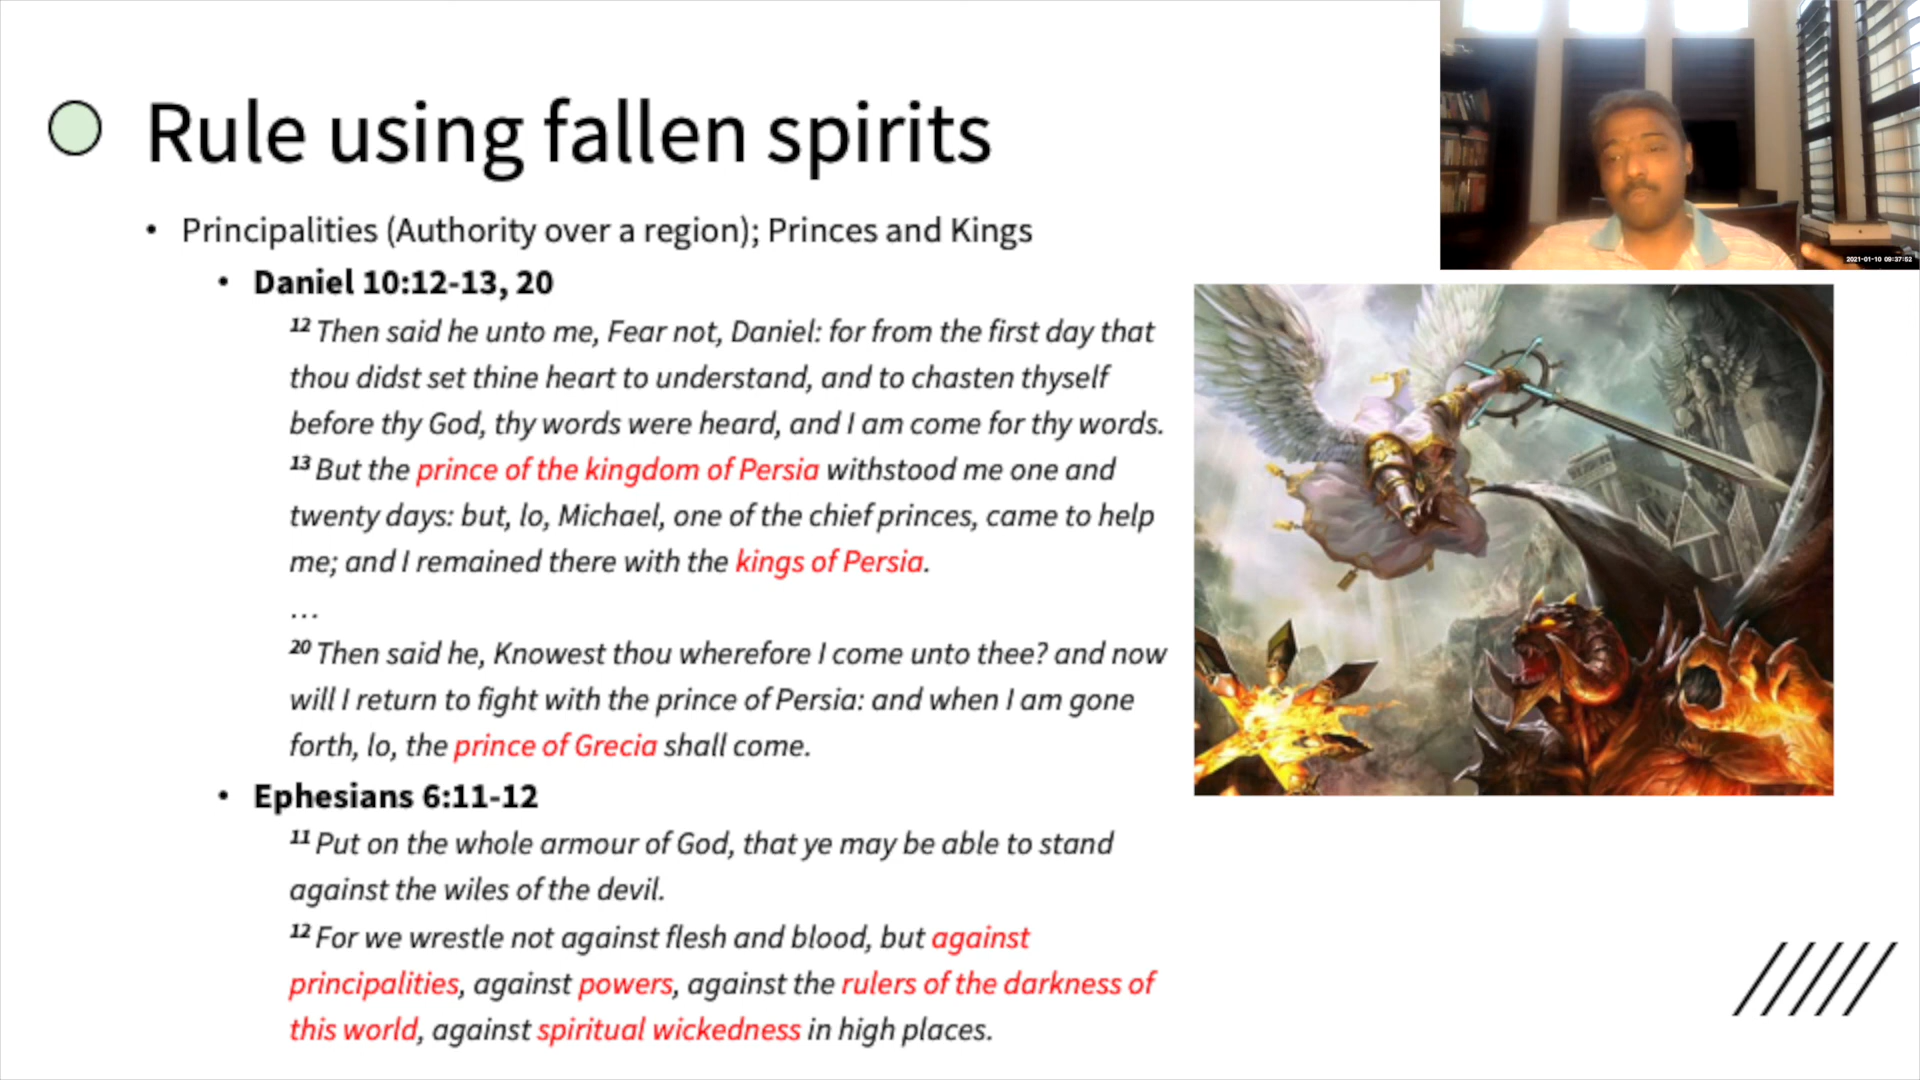 Rule using fallen spirits
• Principalities (Authority over a region); Princes and Kings
• Daniel 10:12-13, 20
12 Then said he unto me, Fear not, Daniel: for from the first day that
thou didst set thine heart to understand, and to chasten thyself
before thy God, thy words were heard, and I am come for thy words.
13 But the prince of the kingdom of Persia withstood me one and
twenty days: but, lo, Michael, one of the chief princes, came to help
me; and I remained there with the kings of Persia.
…
20 Then said he, Knowest thou wherefore I come unto thee? and now
will I return to fight with the prince of Persia: and when I am gone
forth, lo, the prince of Grecia shall come.
• Ephesians 6:11-12
11 Put on the whole armour of God, that ye may be able to stand
against the wiles of the devil.
12 For we wrestle not against flesh and blood, but against
principalities, against powers, against the rulers of the darkness of
this world, against spiritual wickedness in high places.
2021-01-10 09:37:52